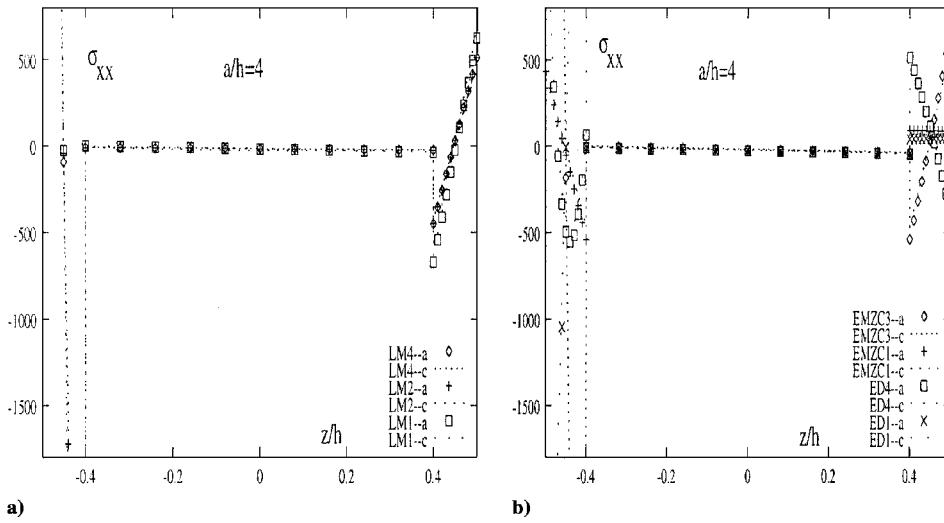 500
0
-500
-1000
-1500
-0.4
-0.2
0
0.2
0.4
σxx
a/h=4
z/h
LM4--a
LM4--c
LM2--a
LM2--c
LM1--a
LM1--c
a)
500
0
-500
-1000
-1500
-0.4
-0.2
0
0.2
0.4
σxx
a/h=4
z/h
EMZC3--a
EMZC3--c
EMZC1--a
EMZC1--c
ED4--a
ED4--c
ED1--a
ED1--c
b)